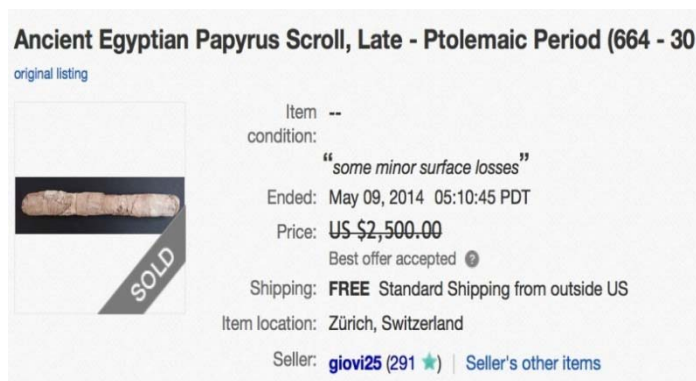 Ancient Egyptian Papyrus Scroll, Late - Ptolemaic Period (664 - 30
original listing
Item condition: --
“some minor surface losses”
Ended: May 09, 2014 05:10:45 PDT
Price: US $2,500.00
Best offer accepted ?
Shipping: FREE Standard Shipping from outside US
Item location: Zürich, Switzerland
Seller: giovi25 (291 ★) | Seller's other items
SOLD